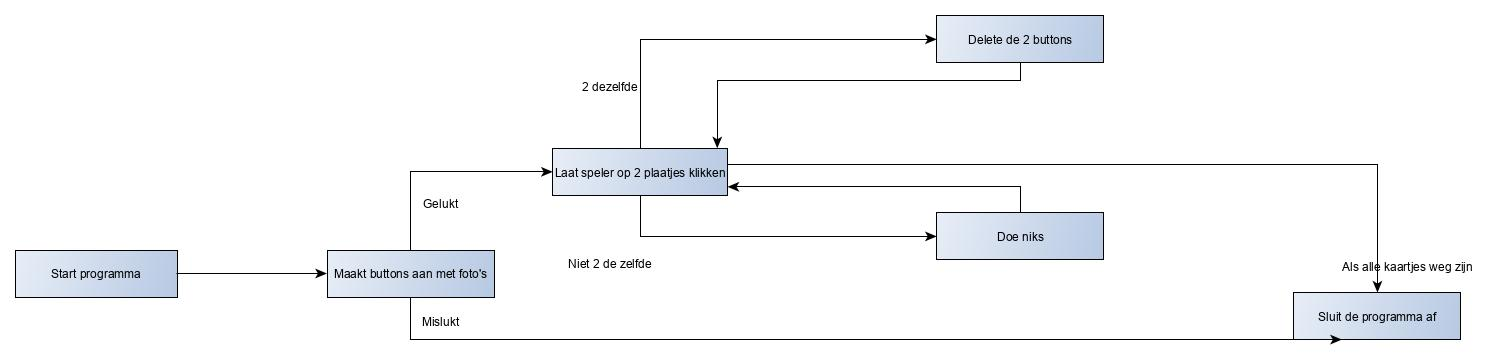 Delete de 2 buttons
2 dezelfde
Laat speler op 2 plaatjes klikken
Gelukt
Doe niks
Niet 2 de zelfde
Start programma
Maakt buttons aan met foto's
Als alle kaartjes weg zijn
Mislukt
Sluit de programma af